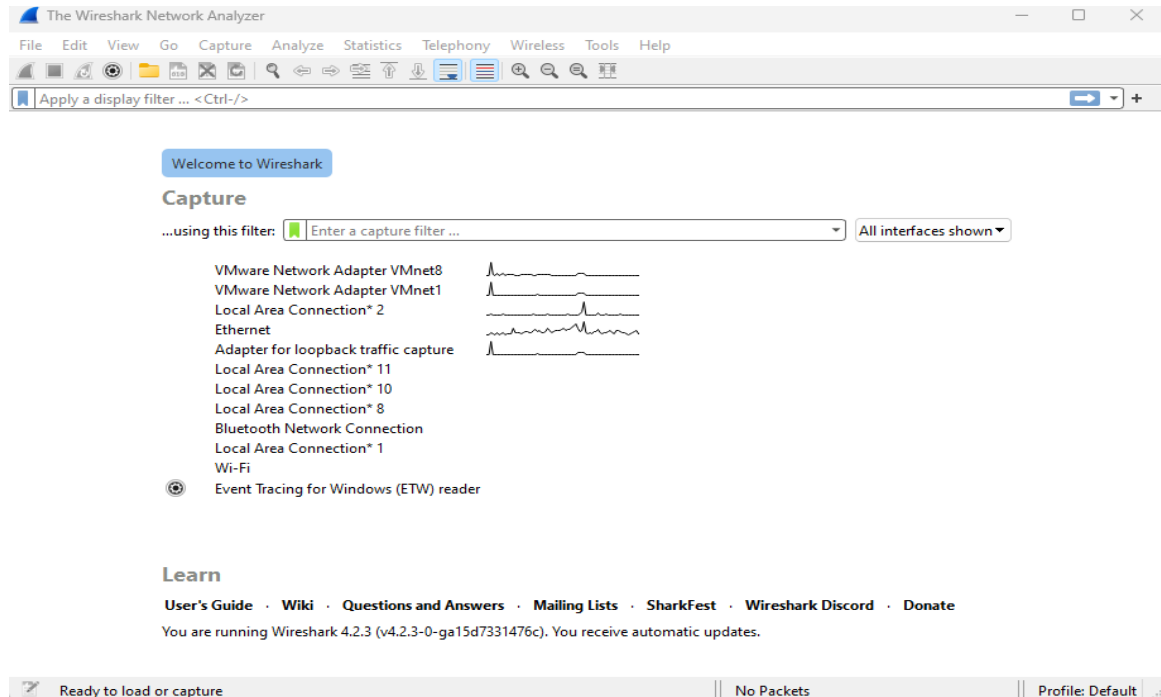 The Wireshark Network Analyzer
File Edit View Go Capture Analyze Statistics Telephony Wireless Tools Help
Apply a display filter ... <Ctrl-/>
Welcome to Wireshark
Capture
...using this filter: Enter a capture filter ... All interfaces shown
VMware Network Adapter VMnet8
VMware Network Adapter VMnet1
Local Area Connection* 2
Ethernet
Adapter for loopback traffic capture
Local Area Connection* 11
Local Area Connection* 10
Local Area Connection* 8
Bluetooth Network Connection
Local Area Connection* 1
Wi-Fi
Event Tracing for Windows (ETW) reader
Learn
User's Guide · Wiki · Questions and Answers · Mailing Lists · SharkFest · Wireshark Discord · Donate
You are running Wireshark 4.2.3 (v4.2.3-0-ga15d7331476c). You receive automatic updates.
Ready to load or capture No Packets Profile: Default